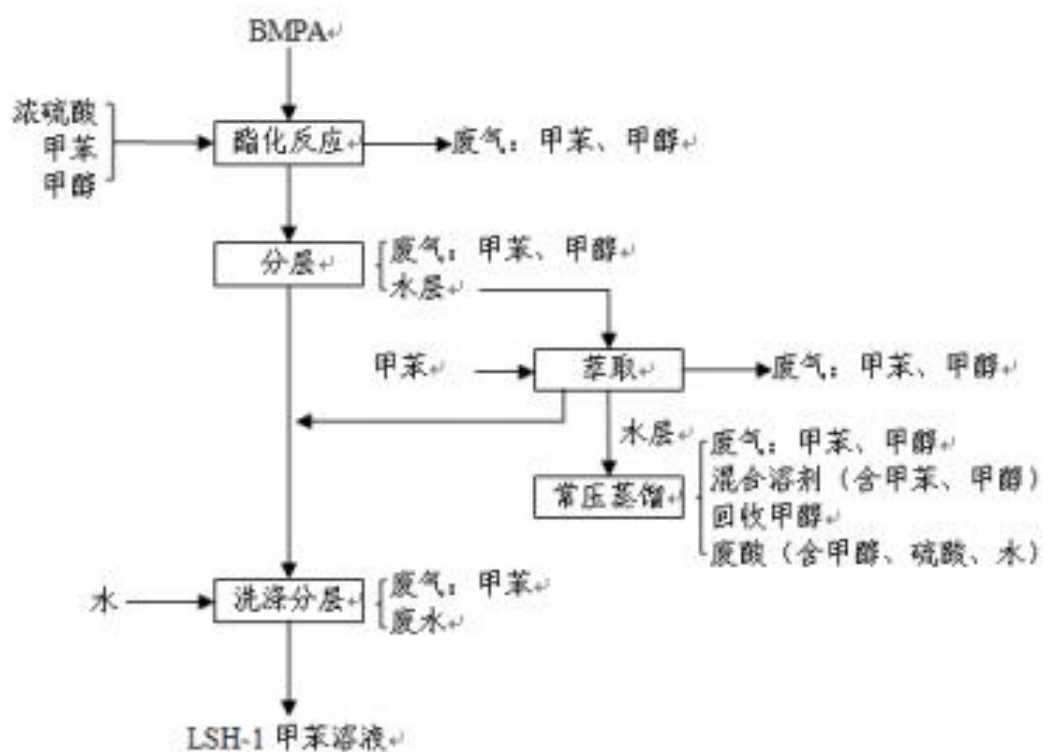 BMPA
浓硫酸
甲苯
甲醇
酯化反应
废气：甲苯、甲醇
分层
废气：甲苯、甲醇
水层
甲苯
萃取
废气：甲苯、甲醇
水层
常压蒸馏
废气：甲苯、甲醇
混合溶剂（含甲苯、甲醇）
回收甲醇
废酸（含甲醇、硫酸、水）
水
洗涤分层
废气：甲苯
废水
LSH-1 甲苯溶液